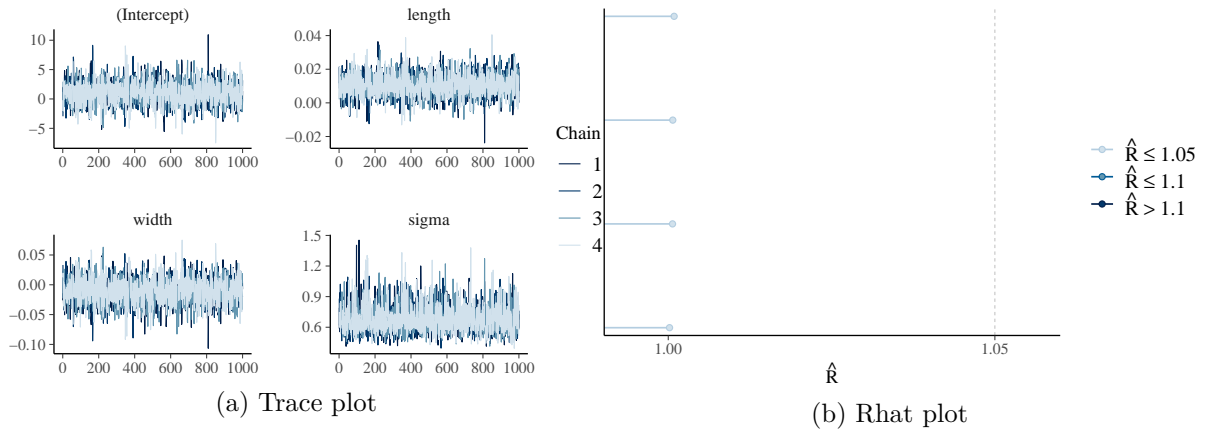 (Intercept)
10
5
0
−5
0 200 400 600 800 1000
length
0.04
0.02
0.00
−0.02
0 200 400 600 800 1000
width
0.05
0.00
−0.05
−0.10
0 200 400 600 800 1000
sigma
1.5
1.2
0.9
0.6
0 200 400 600 800 1000
Chain
1
2
3
4
(a) Trace plot
1.00 1.05
R̂
R̂ ≤ 1.05
R̂ ≤ 1.1
R̂ > 1.1
(b) Rhat plot